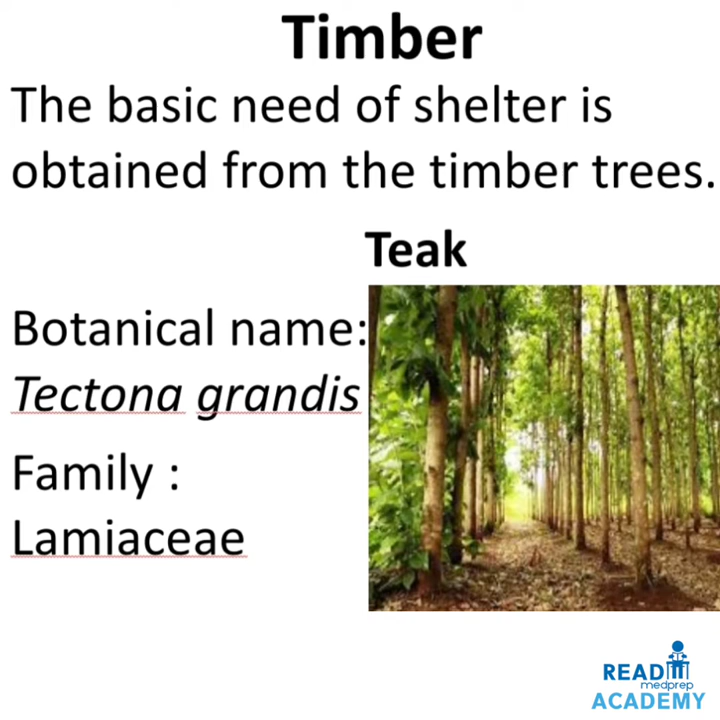 Timber
The basic need of shelter is
obtained from the timber trees.
Teak
Botanical name:
Tectona grandis
Family :
Lamiaceae
READ
medprep
ACADEMY